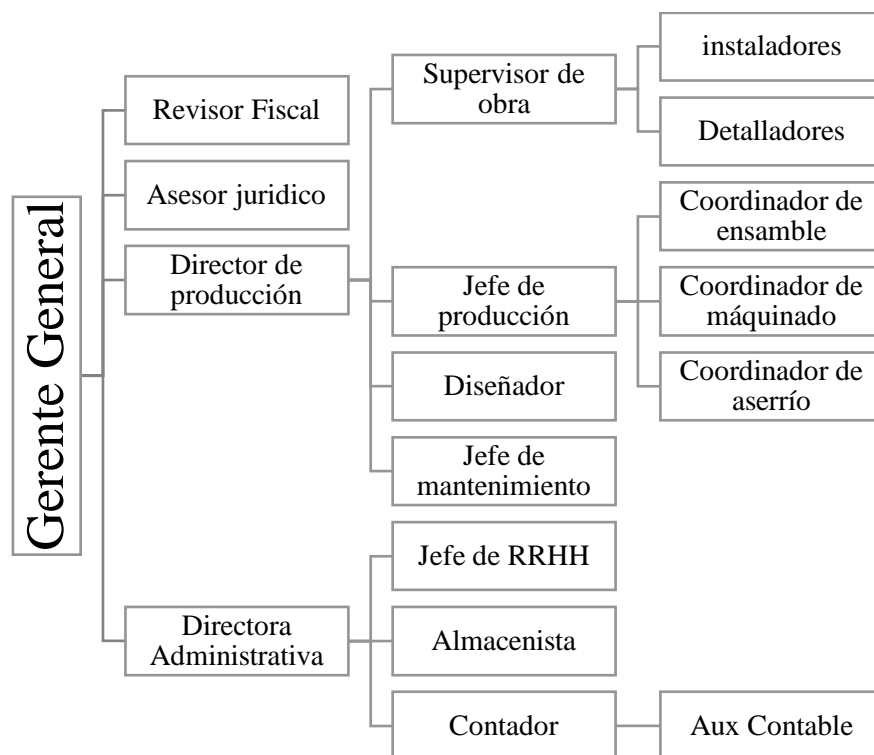 Gerente General
Revisor Fiscal
Asesor juridico
Director de
producción
Supervisor de
obra
instaladores
Detalladores
Jefe de
producción
Coordinador de
ensamble
Coordinador de
máquinado
Coordinador de
aserrío
Diseñador
Jefe de
mantenimiento
Directora
Administrativa
Jefe de RRHH
Almacenista
Contador
Aux Contable